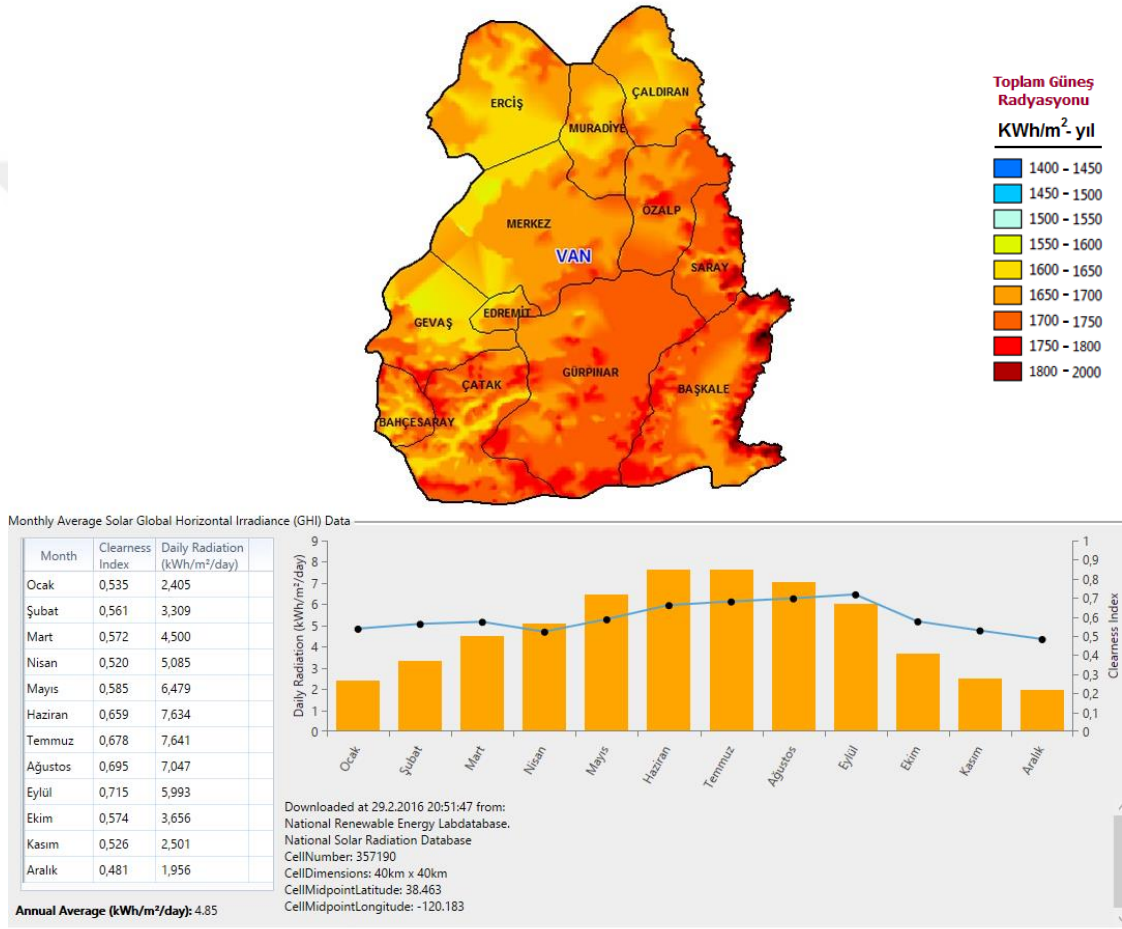 ERCİŞ
ÇALDIRAN
MURADİYE
ÖZALP
MERKEZ
VAN
SARAY
EDREMİT
GEVAŞ
GÜRPINAR
ÇATAK
BAŞKALE
BAHÇESARAY
Toplam Güneş
Radyasyonu
KWh/m²- yıl
1400 - 1450
1450 - 1500
1500 - 1550
1550 - 1600
1600 - 1650
1650 - 1700
1700 - 1750
1750 - 1800
1800 - 2000
Monthly Average Solar Global Horizontal Irradiance (GHI) Data
Month Clearness Index Daily Radiation (kWh/m²/day)
Ocak 0,535 2,405
Şubat 0,561 3,309
Mart 0,572 4,500
Nisan 0,520 5,085
Mayıs 0,585 6,479
Haziran 0,659 7,634
Temmuz 0,678 7,641
Ağustos 0,695 7,047
Eylül 0,715 5,993
Ekim 0,574 3,656
Kasım 0,526 2,501
Aralık 0,481 1,956
Annual Average (kWh/m²/day): 4.85
Daily Radiation (kWh/m²/day)
9
8
7
6
5
4
3
2
1
0
1
0,9
0,8
0,7
0,6
0,5
0,4
0,3
0,2
0,1
0
Clearness Index
Ocak Şubat Mart Nisan Mayıs Haziran Temmuz Ağustos Eylül Ekim Kasım Aralık
Downloaded at 29.2.2016 20:51:47 from:
National Renewable Energy Labdatabase.
National Solar Radiation Database
CellNumber: 357190
CellDimensions: 40km x 40km
CellMidpointLatitude: 38.463
CellMidpointLongitude: -120.183